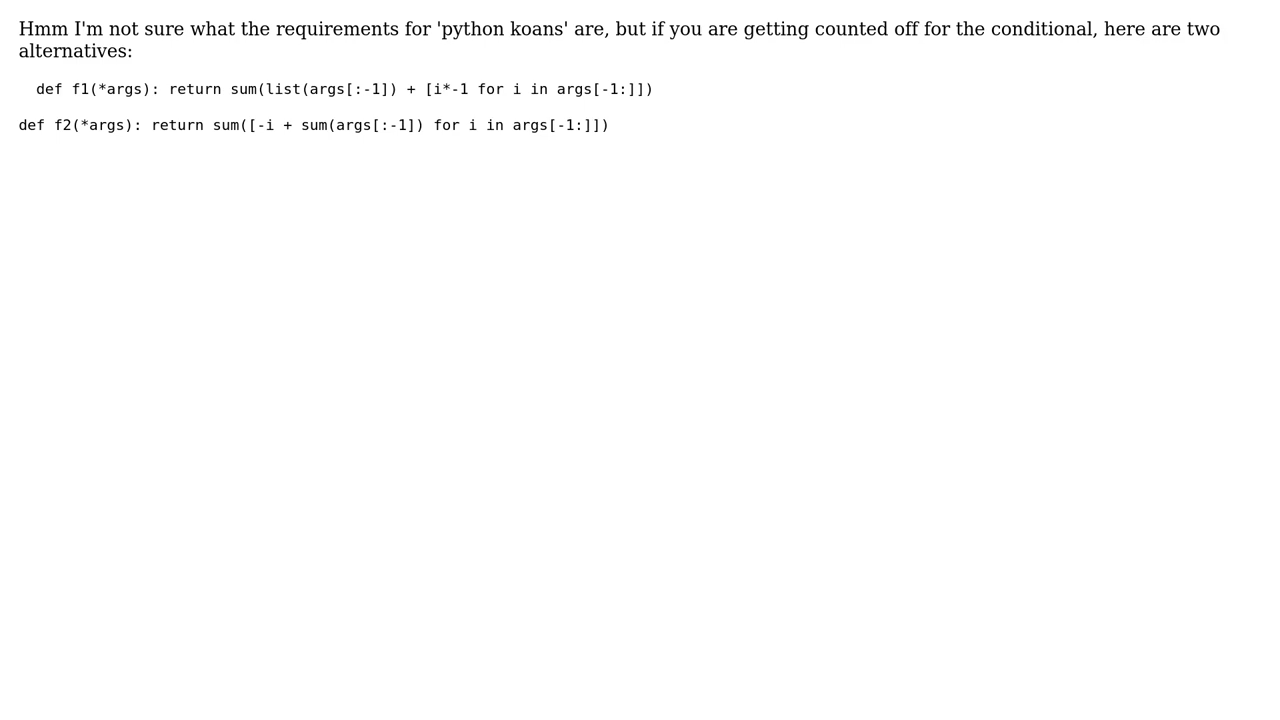 Hmm I'm not sure what the requirements for 'python koans' are, but if you are getting counted off for the conditional, here are two
alternatives:
def f1(*args): return sum(list(args[:-1]) + [i*-1 for i in args[-1:]])
def f2(*args): return sum([-i + sum(args[:-1]) for i in args[-1:]])